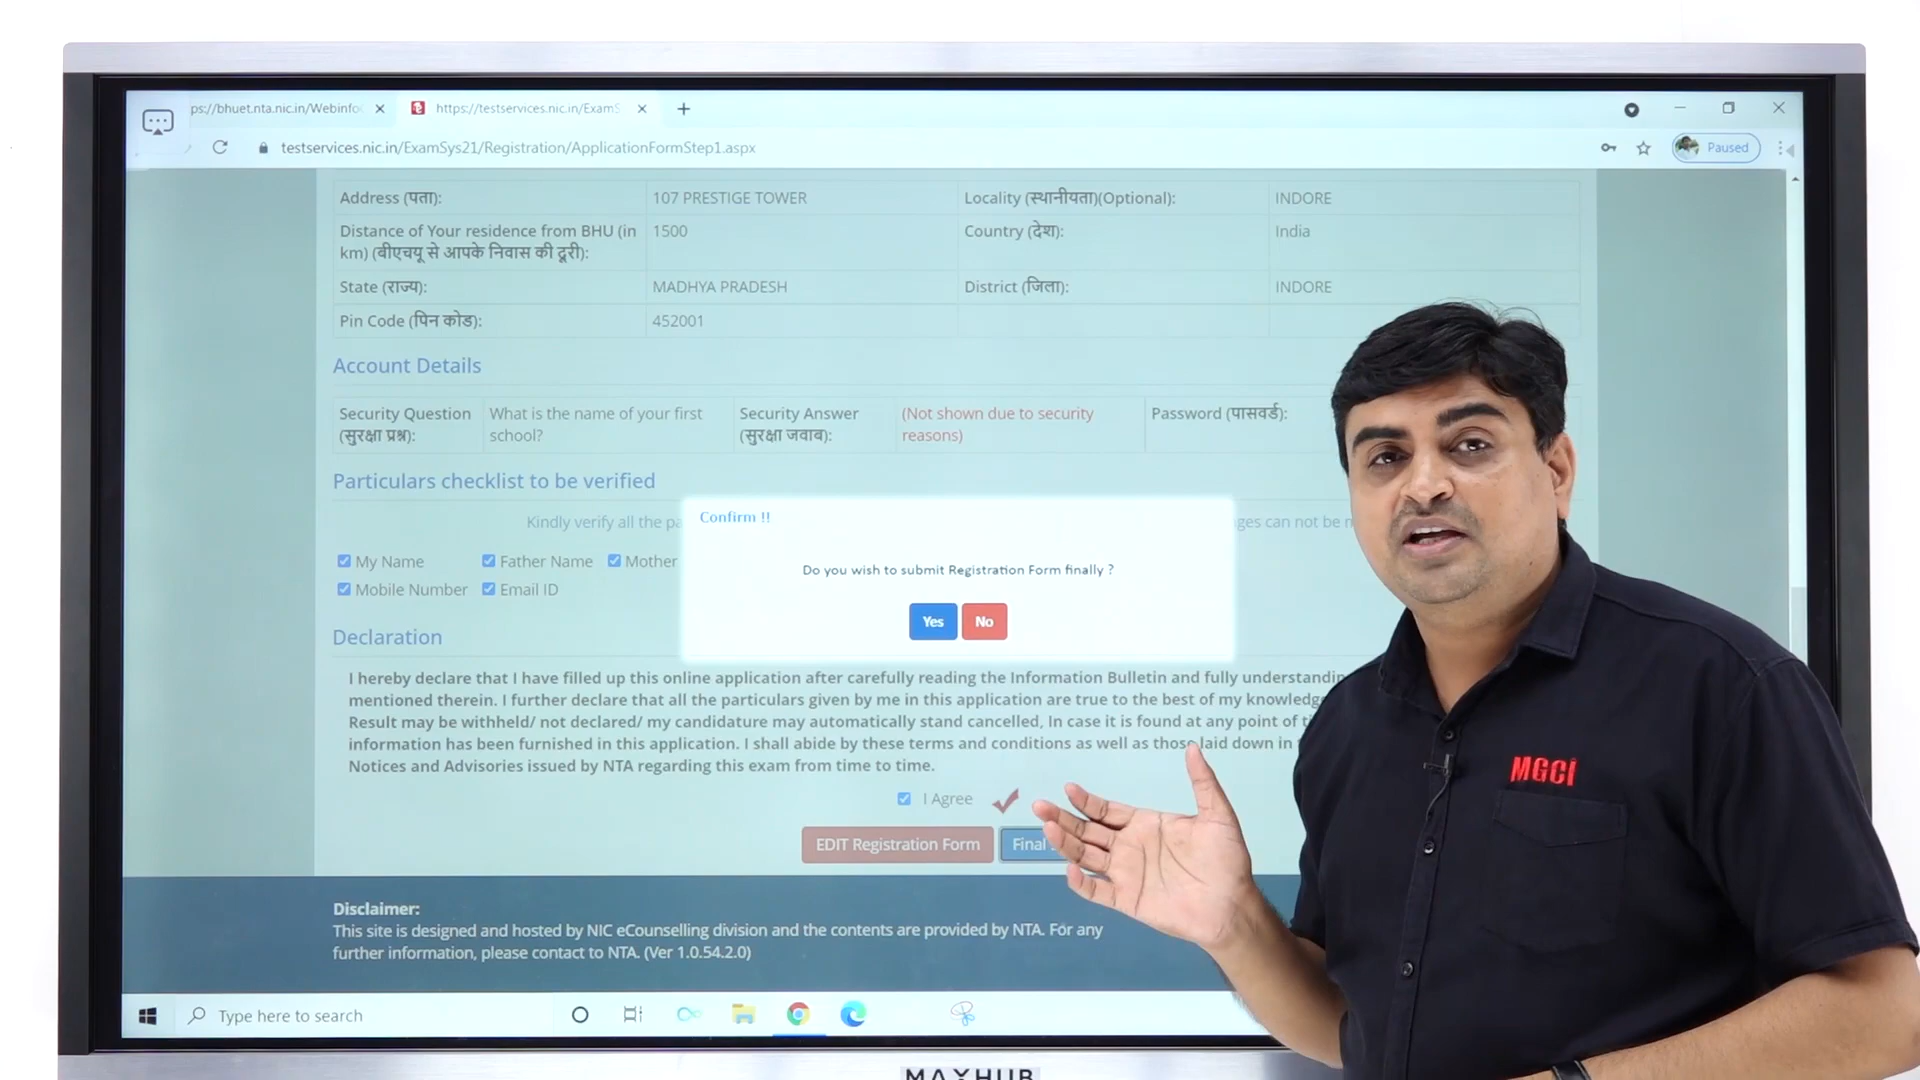 ps://bhuet.nta.nic.in/Webinfo
https://testservices.nic.in/ExamS
testservices.nic.in/ExamSys21/Registration/ApplicationFormStep1.aspx
Paused
Address (पता):
107 PRESTIGE TOWER
Locality (स्थानीयता)(Optional):
INDORE
Distance of Your residence from BHU (in
km) (बीएचयू से आपके निवास की दूरी):
1500
Country (देश):
India
State (राज्य):
MADHYA PRADESH
District (जिला):
INDORE
Pin Code (पिन कोड):
452001
Account Details
Security Question
(सुरक्षा प्रश्न):
What is the name of your first
school?
Security Answer
(सुरक्षा जवाब):
(Not shown due to security
reasons)
Password (पासवर्ड):
Particulars checklist to be verified
Kindly verify all the pa
ges can not be
My Name
Father Name
Mother
Mobile Number
Email ID
Confirm !!
Do you wish to submit Registration Form finally ?
Yes
No
Declaration
I hereby declare that I have filled up this online application after carefully reading the Information Bulletin and fully understandin
mentioned therein. I further declare that all the particulars given by me in this application are true to the best of my knowledge
Result may be withheld/ not declared/ my candidature may automatically stand cancelled, In case it is found at any point of ti
information has been furnished in this application. I shall abide by these terms and conditions as well as those laid down in
Notices and Advisories issued by NTA regarding this exam from time to time.
I Agree
EDIT Registration Form
Final
Disclaimer:
This site is designed and hosted by NIC eCounselling division and the contents are provided by NTA. For any
further information, please contact to NTA. (Ver 1.0.54.2.0)
Type here to search
MGCi
MAXHUB